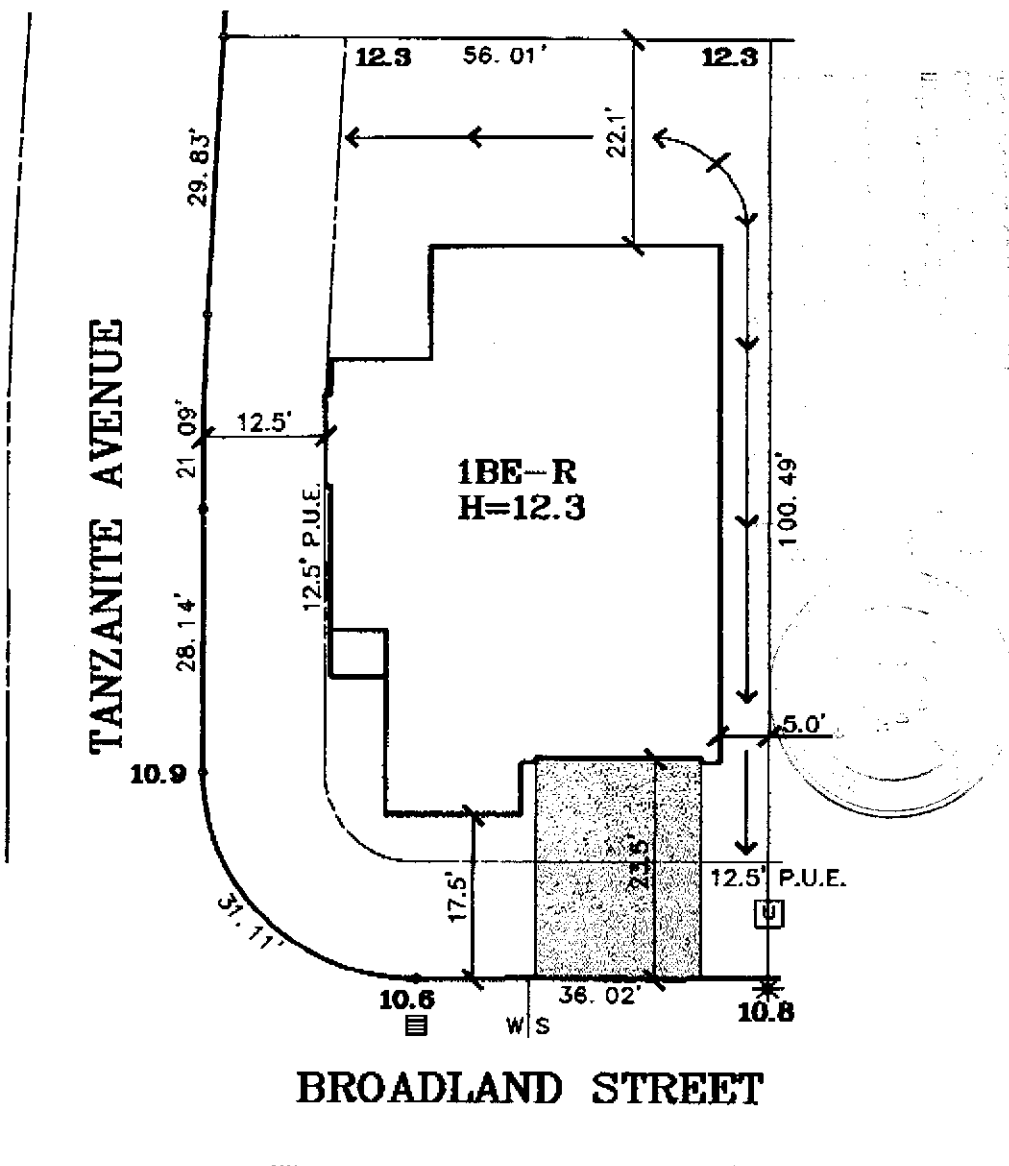 12.3
56.01'
12.3
29.83'
22.1'
TANZANITE AVENUE
21 09'
12.5'
1BE-R
H=12.3
100.49'
12.5' P.U.E.
28.14'
5.0'
10.9
23.5'
12.5' P.U.E.
17.5'
31.11'
U
10.6
36.02'
10.8
W S
BROADLAND STREET